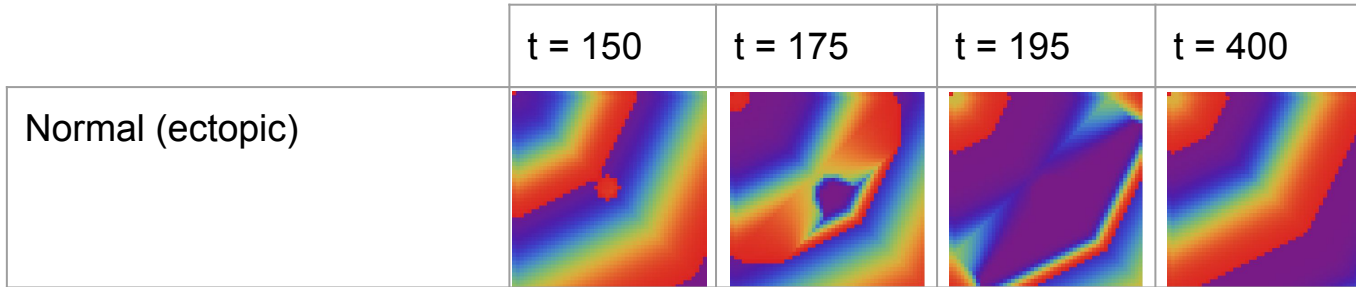 t = 150
t = 175
t = 195
t = 400
Normal (ectopic)